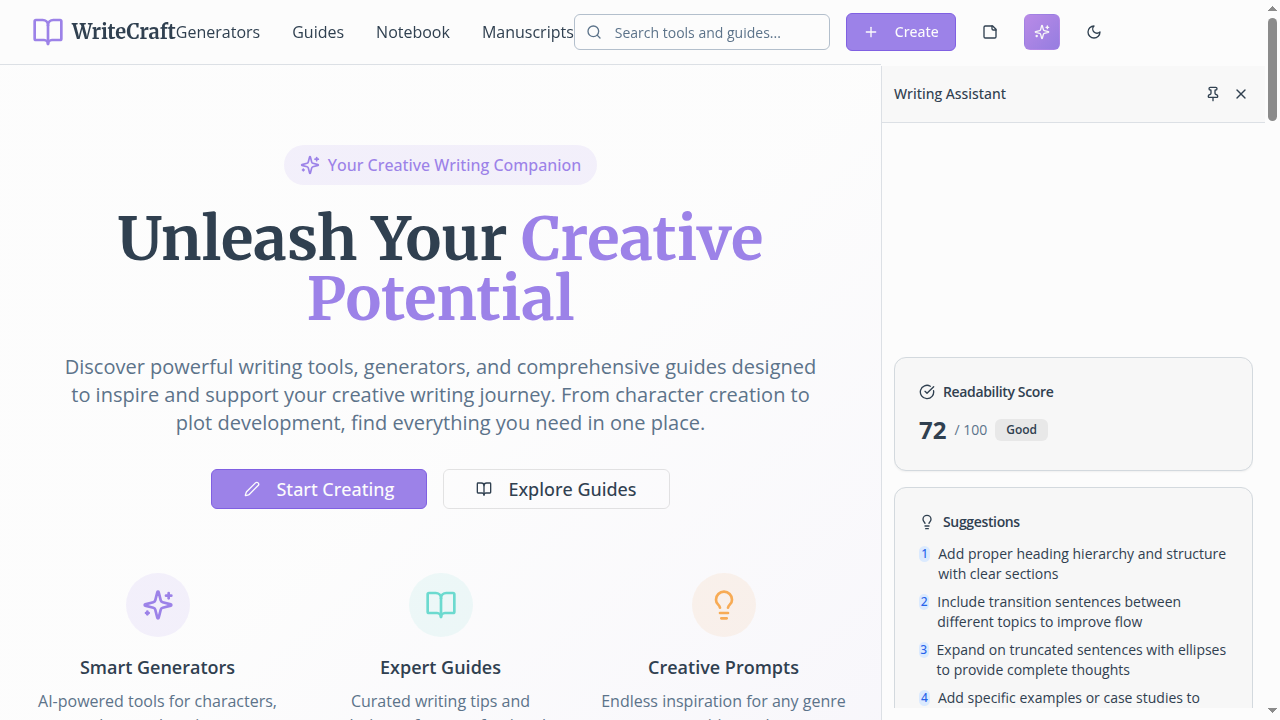 WriteCraft
Generators
Guides
Notebook
Manuscripts
Search tools and guides...
Create
Writing Assistant
Your Creative Writing Companion
Unleash Your Creative
Potential
Discover powerful writing tools, generators, and comprehensive guides designed
to inspire and support your creative writing journey. From character creation to
plot development, find everything you need in one place.
Start Creating
Explore Guides
Smart Generators
AI-powered tools for characters,
Expert Guides
Curated writing tips and
Creative Prompts
Endless inspiration for any genre
Readability Score
72 / 100 Good
Suggestions
1 Add proper heading hierarchy and structure
with clear sections
2 Include transition sentences between
different topics to improve flow
3 Expand on truncated sentences with ellipses
to provide complete thoughts
4 Add specific examples or case studies to